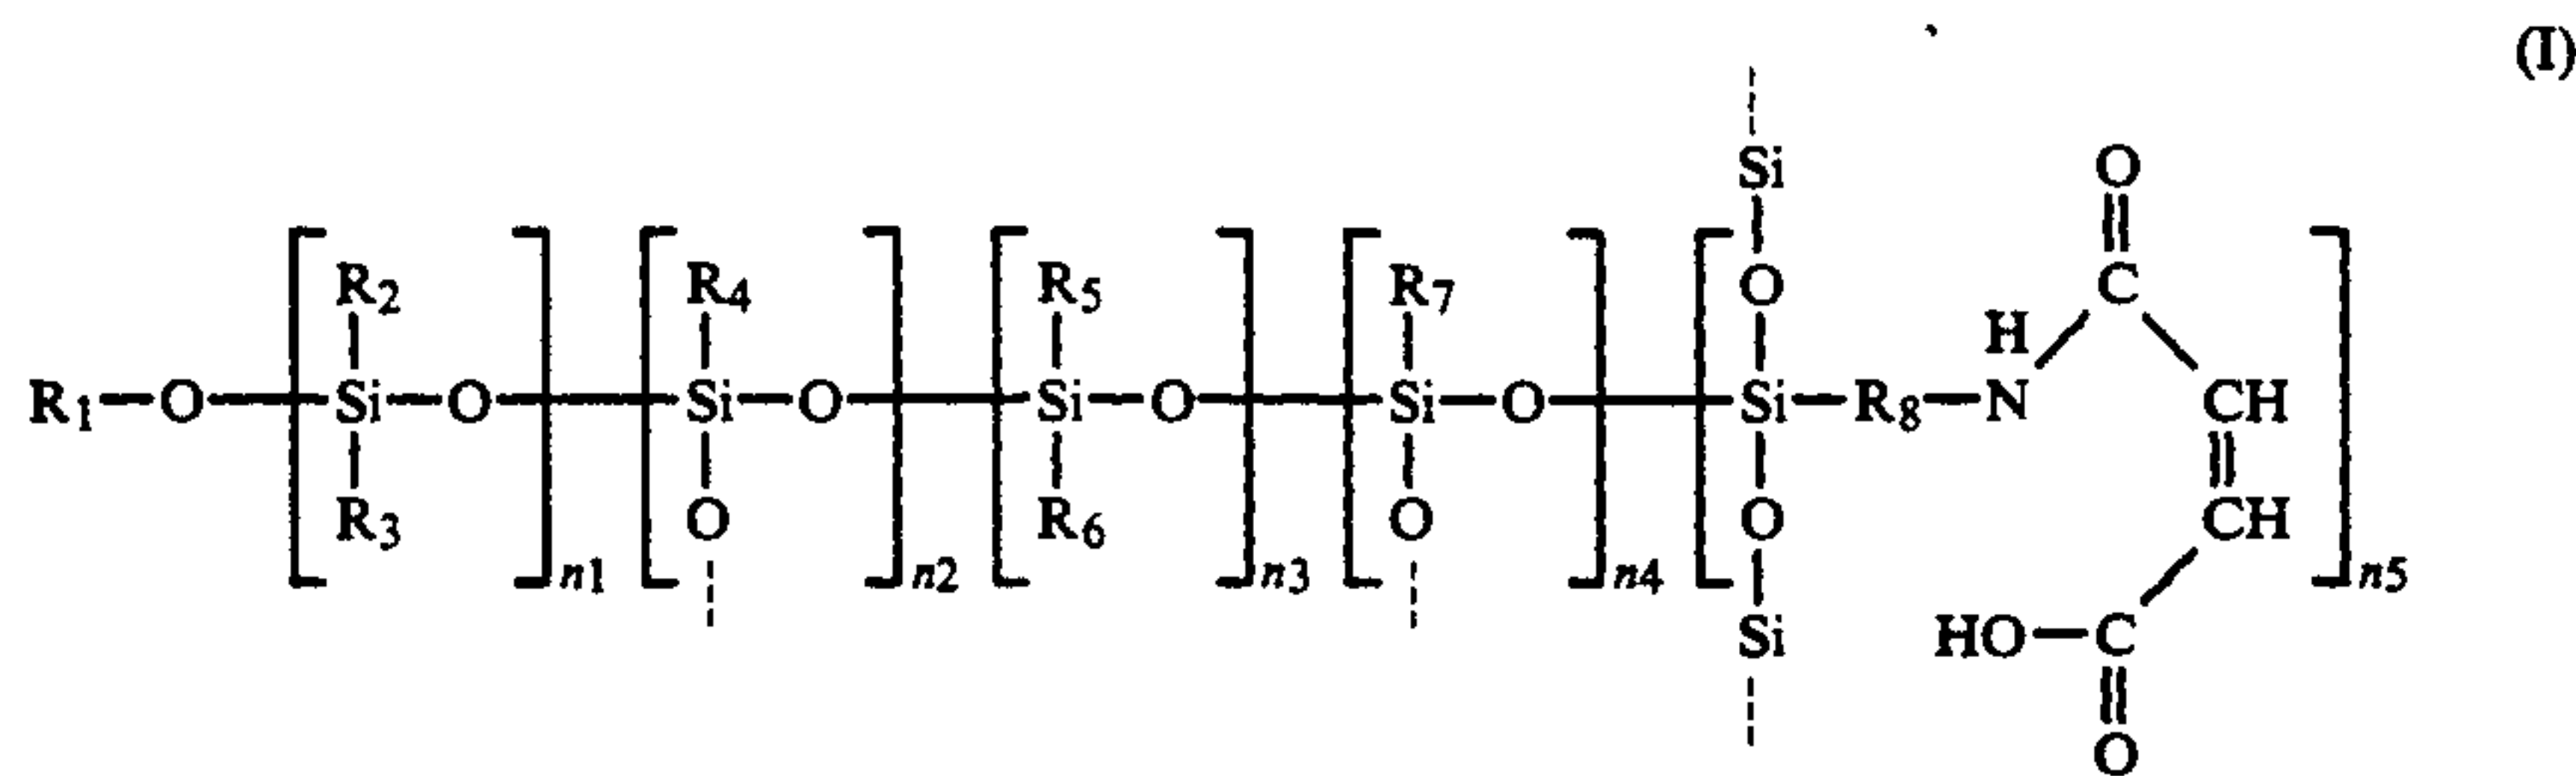 (I)
Si
O
O R2 R4 R5 R7 O C
H
R1—O—[Si—O]n1—[Si—O]n2—[Si—O]n3—[Si—O]n4—[Si—R8—N CH
R3 O R6 O O CH ]n5
Si HO—C
O